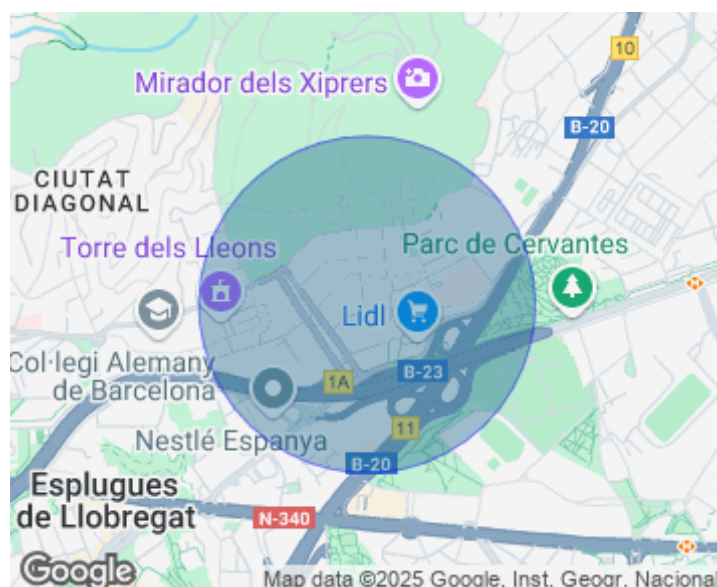 10
Mirador dels Xiprers
B-20
CIUTAT
DIAGONAL
Torre dels Lleons
Parc de Cervantes
Lidl
Col·legi Alemany
de Barcelona
1A
B-23
11
Nestlé Espanya
B-20
Esplugues
de Llobregat
N-340
Google
Map data ©2025 Google, Inst. Geogr. Nacional